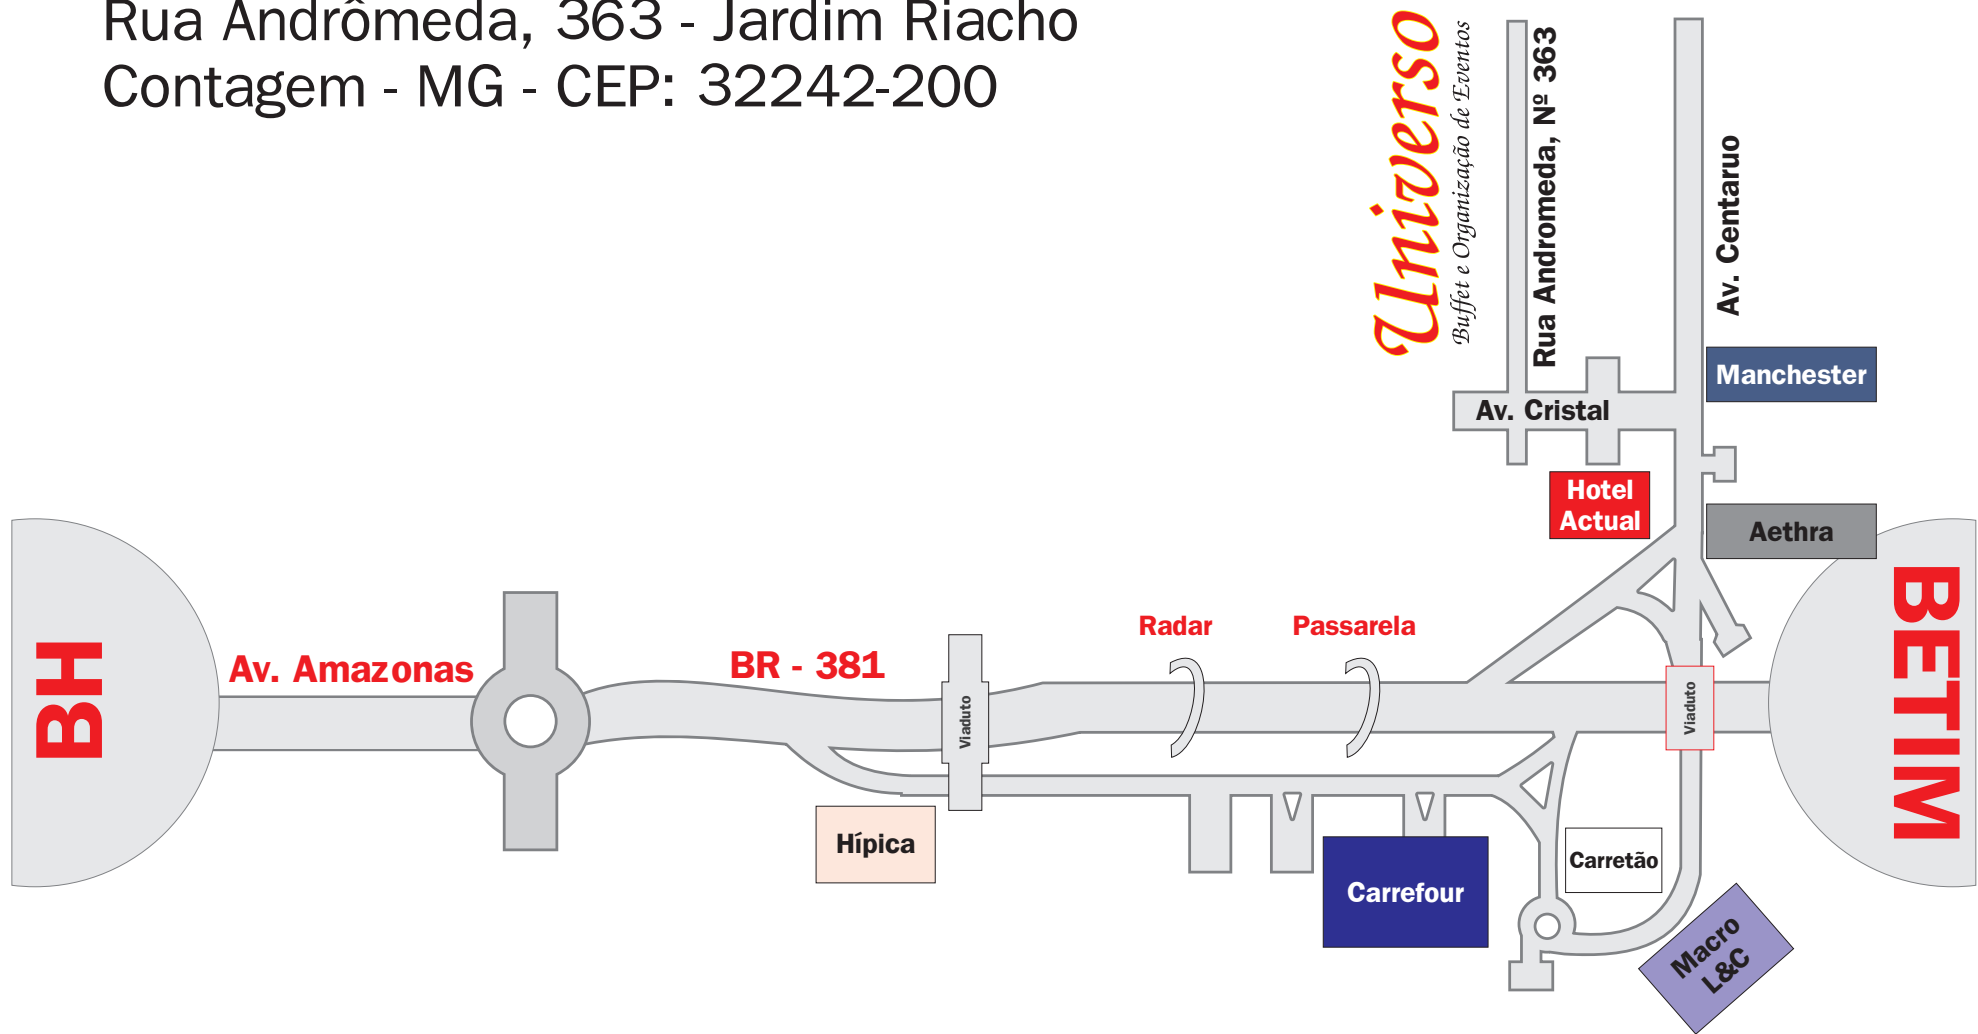 Rua Andrômeda, 363 - Jardim Riacho
Contagem - MG - CEP: 32242-200
Universo
Buffet e Organização de Eventos
Rua Andromeda, Nº 363
Av. Centaruo
Manchester
Av. Cristal
Hotel
Actual
Aethra
BH
Av. Amazonas
BR - 381
Viaduto
Radar
Passarela
Viaduto
BETIM
Hípica
Carrefour
Carretão
Macro
L&C